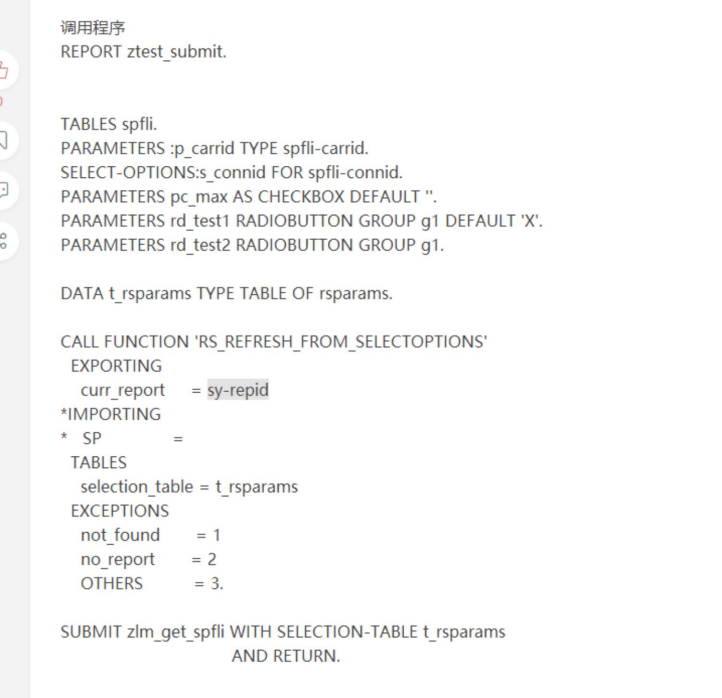 调用程序
REPORT ztest_submit.
TABLES spfli.
PARAMETERS :p_carrid TYPE spfli-carrid.
SELECT-OPTIONS:s_connid FOR spfli-connid.
PARAMETERS pc_max AS CHECKBOX DEFAULT ''.
PARAMETERS rd_test1 RADIOBUTTON GROUP g1 DEFAULT 'X'.
PARAMETERS rd_test2 RADIOBUTTON GROUP g1.
DATA t_rsparams TYPE TABLE OF rsparams.
CALL FUNCTION 'RS_REFRESH_FROM_SELECTOPTIONS'
EXPORTING
curr_report = sy-repid
*IMPORTING
* SP =
TABLES
selection_table = t_rsparams
EXCEPTIONS
not_found = 1
no_report = 2
OTHERS = 3.
SUBMIT zlm_get_spfli WITH SELECTION-TABLE t_rsparams
AND RETURN.